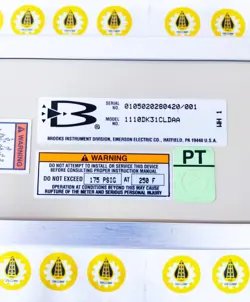 SERIAL NO. 0105020280420/001
MODEL NO. 1110DK31CLDAA
WH 1
B
®
BROOKS INSTRUMENT DIVISION, EMERSON ELECTRIC CO., HATFIELD, PA 19440 U.S.A.
WARNING
DO NOT ATTEMPT TO INSTALL OR SERVICE THIS DEVICE
BEFORE CONSULTING PROPER INSTRUCTION MANUAL
DO NOT EXCEED 175 PSIG AT 250 F
OPERATION AT CONDITIONS BEYOND THIS MAY CAUSE
RUPTURE OF THE METER AND SERIOUS PERSONAL INJURY
PT